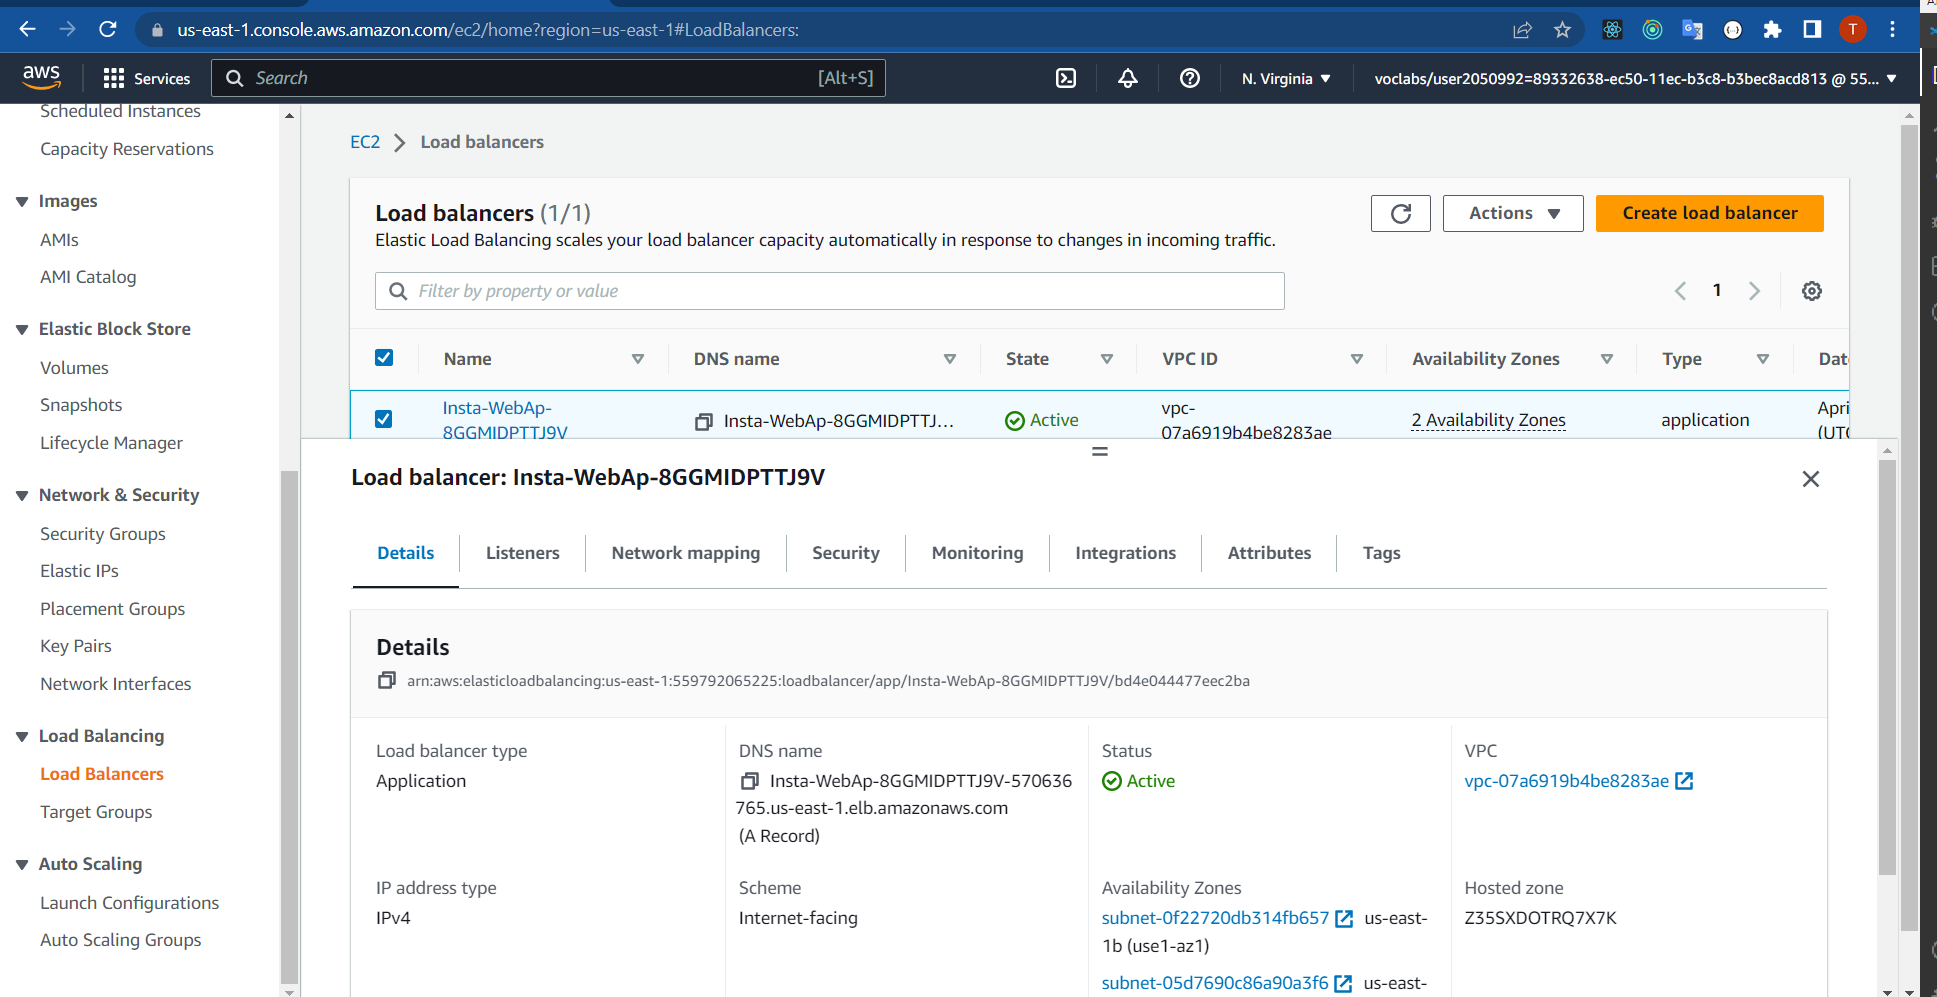 us-east-1.console.aws.amazon.com/ec2/home?region=us-east-1#LoadBalancers:
T
aws
Services
Search
[Alt+S]
N. Virginia
voclabs/user2050992=89332638-ec50-11ec-b3c8-b3bec8acd813 @ 55...
Scheduled Instances
Capacity Reservations
Images
AMIs
AMI Catalog
Elastic Block Store
Volumes
Snapshots
Lifecycle Manager
Network & Security
Security Groups
Elastic IPs
Placement Groups
Key Pairs
Network Interfaces
Load Balancing
Load Balancers
Target Groups
Auto Scaling
Launch Configurations
Auto Scaling Groups
EC2 > Load balancers
Load balancers (1/1)
Elastic Load Balancing scales your load balancer capacity automatically in response to changes in incoming traffic.
Actions
Create load balancer
Filter by property or value
1
Name
DNS name
State
VPC ID
Availability Zones
Type
Dat
Insta-WebAp-
8GGMIDPTTJ9V
Insta-WebAp-8GGMIDPTTJ...
Active
vpc-
07a6919b4be8283ae
2 Availability Zones
application
Apri
(UTC
Load balancer: Insta-WebAp-8GGMIDPTTJ9V
Details
Listeners
Network mapping
Security
Monitoring
Integrations
Attributes
Tags
Details
arn:aws:elasticloadbalancing:us-east-1:559792065225:loadbalancer/app/Insta-WebAp-8GGMIDPTTJ9V/bd4e044477eec2ba
Load balancer type
Application
DNS name
Insta-WebAp-8GGMIDPTTJ9V-570636
765.us-east-1.elb.amazonaws.com
(A Record)
Status
Active
VPC
vpc-07a6919b4be8283ae
IP address type
IPv4
Scheme
Internet-facing
Availability Zones
subnet-0f22720db314fb657 us-east-
1b (use1-az1)
subnet-05d7690c86a90a3f6 us-east-
Hosted zone
Z35SXDOTRQ7X7K